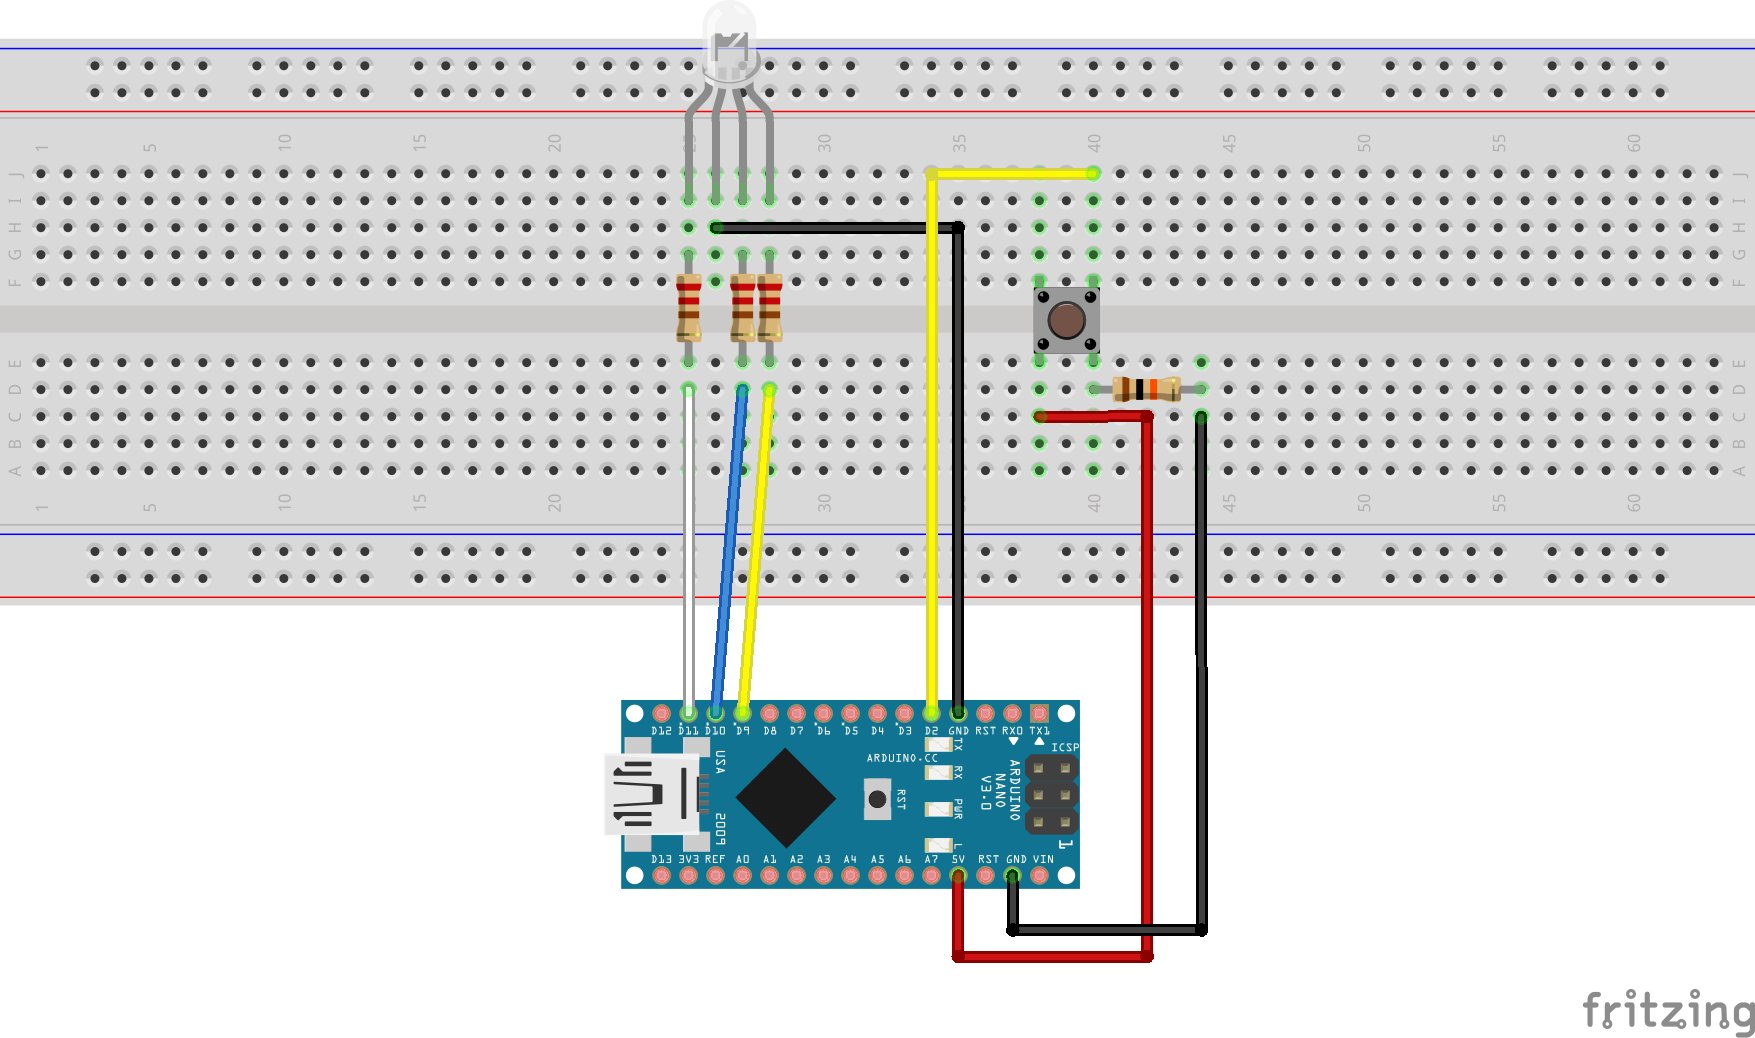 1 5 10 15 20 25 30 35 40 45 50 55 60
J J
I I
H H
G G
F F
E E
D D
C C
B B
A A
1 5 10 15 20 30 40 45 50 55 60
D12 D11 D10 D9 D8 D7 D6 D5 D4 D3 D2 GND RST RX0 TX1
ICSP
TX
RX
PWR
L
USA
ARDUINO.CC
RST
ARDUINO
NANO
V3.0
1
D13 3V3 REF A0 A1 A2 A3 A4 A5 A6 A7 5V RST GND VIN
fritzing